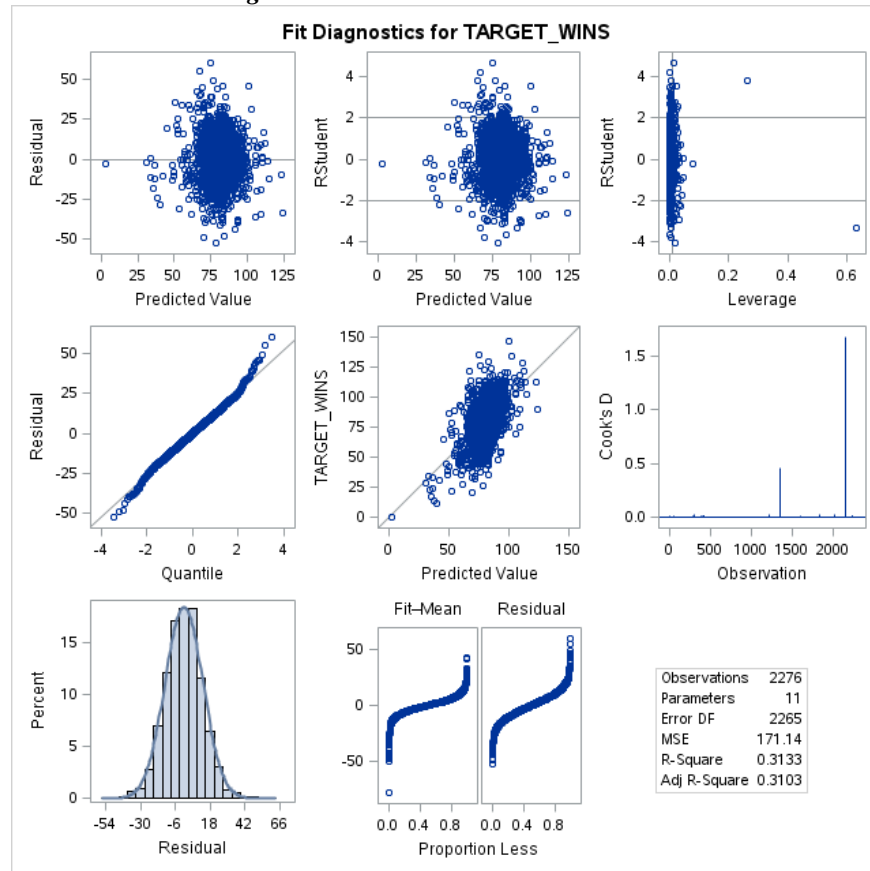 Fit Diagnostics for TARGET_WINS
50
25
0
-25
-50
Residual
0 25 50 75 100 125
Predicted Value
4
2
0
-2
-4
RStudent
0 25 50 75 100 125
Predicted Value
4
2
0
-2
-4
RStudent
0.0 0.2 0.4 0.6
Leverage
50
25
0
-25
-50
Residual
-4 -2 0 2 4
Quantile
150
125
100
75
50
25
0
TARGET_WINS
0 50 100 150
Predicted Value
1.5
1.0
0.5
0.0
Cook's D
0 500 1000 1500 2000
Observation
15
10
5
0
Percent
-54 -30 -6 18 42 66
Residual
Fit–Mean Residual
50
0
-50
0.0 0.4 0.8 0.0 0.4 0.8
Proportion Less
Observations 2276
Parameters 11
Error DF 2265
MSE 171.14
R-Square 0.3133
Adj R-Square 0.3103